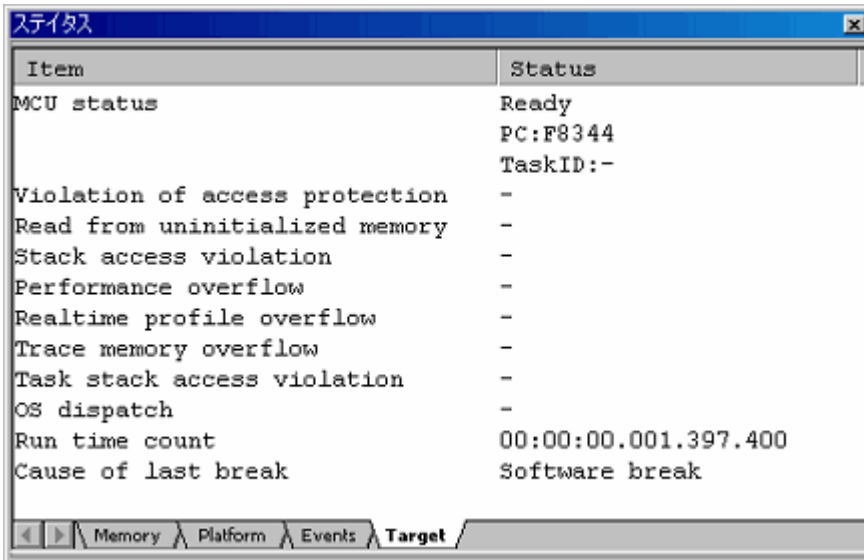 ステイタス
Item Status
MCU status Ready
PC:F8344
TaskID:-
Violation of access protection -
Read from uninitialized memory -
Stack access violation -
Performance overflow -
Realtime profile overflow -
Trace memory overflow -
Task stack access violation -
OS dispatch -
Run time count 00:00:00.001.397.400
Cause of last break Software break
Memory Platform Events Target